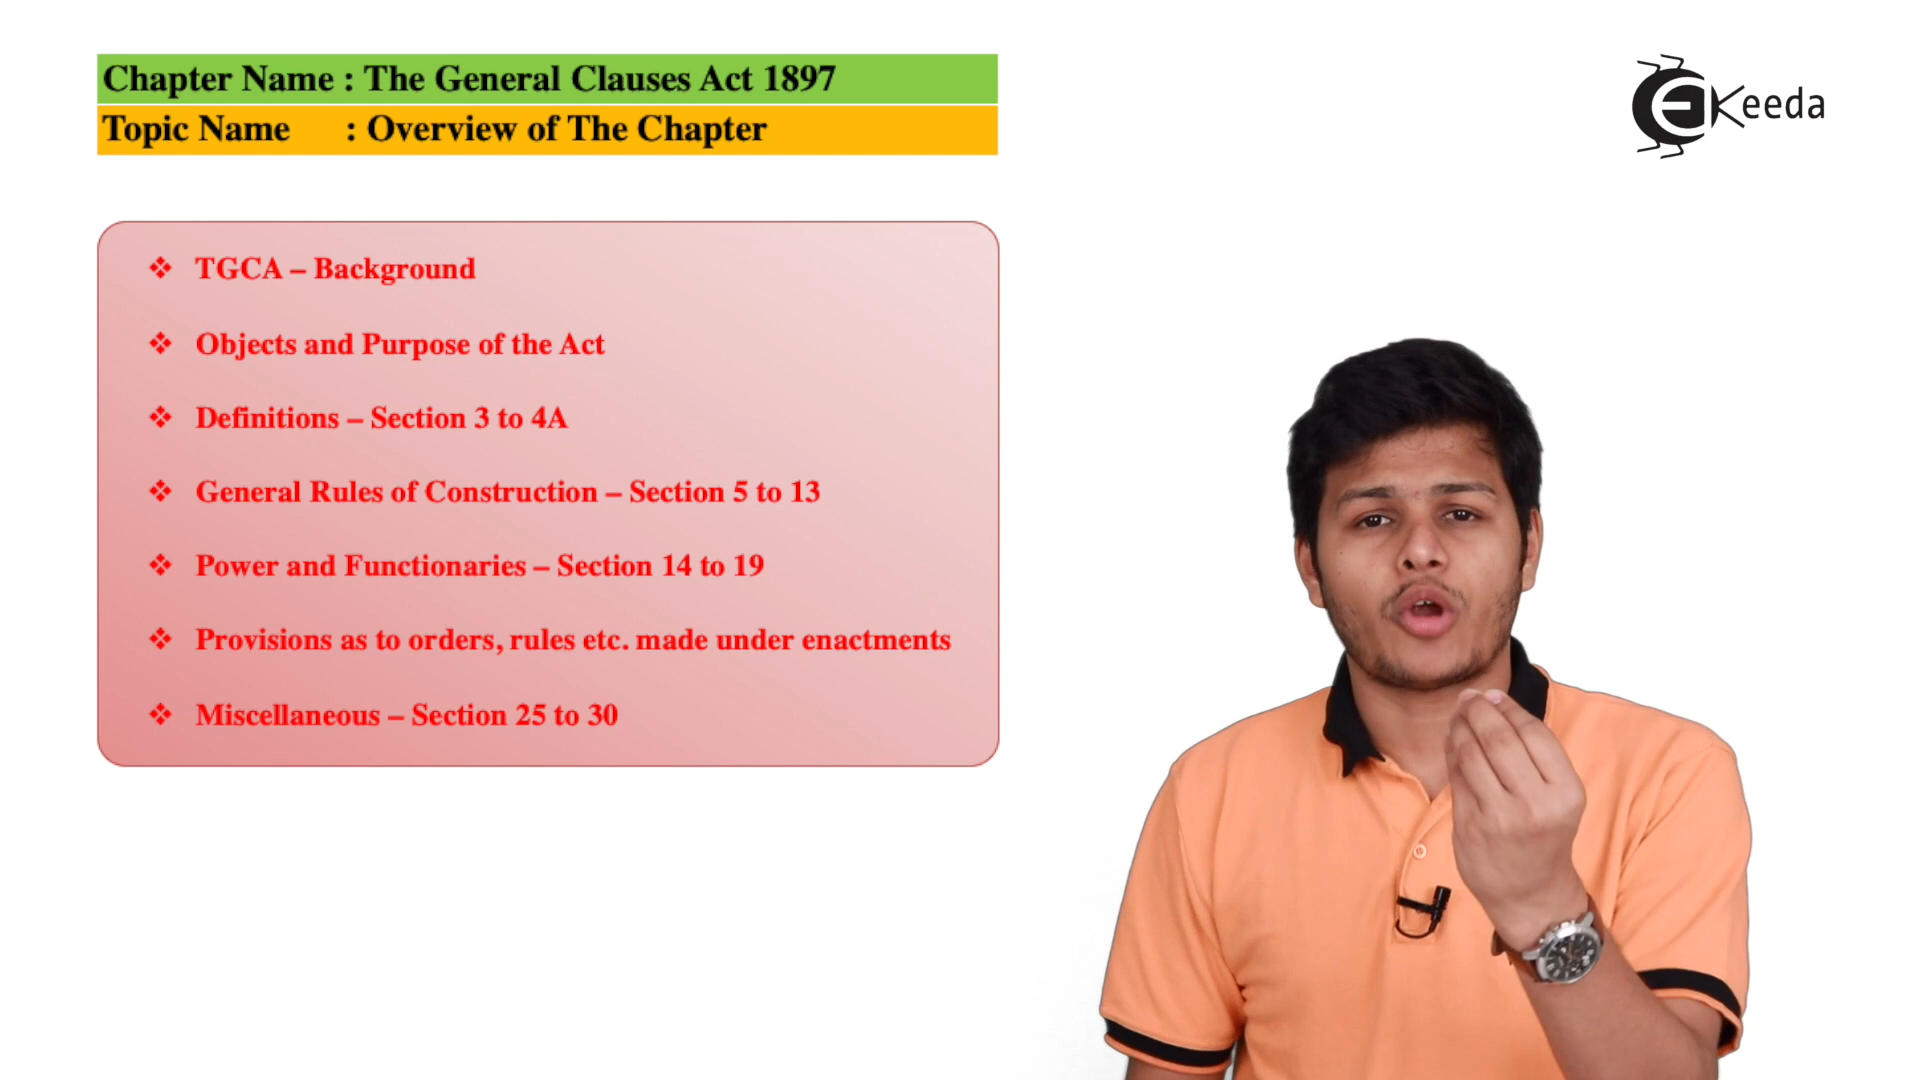 Chapter Name : The General Clauses Act 1897
Topic Name : Overview of The Chapter
EKeeda
❖ TGCA – Background
❖ Objects and Purpose of the Act
❖ Definitions – Section 3 to 4A
❖ General Rules of Construction – Section 5 to 13
❖ Power and Functionaries – Section 14 to 19
❖ Provisions as to orders, rules etc. made under enactments
❖ Miscellaneous – Section 25 to 30